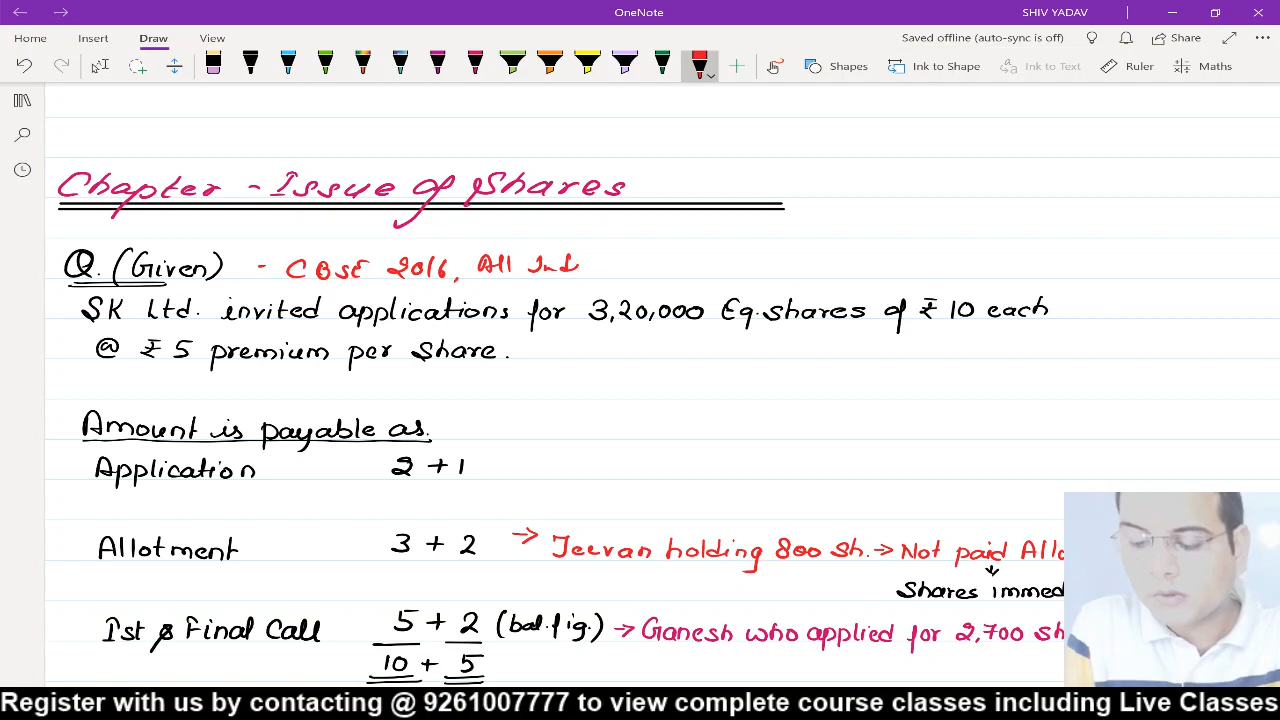 OneNote
SHIV YADAV
Home Insert Draw View
Saved offline (auto-sync is off)
Share
Shapes
Ink to Shape
Ink to Text
Ruler
Maths
Chapter - Issue of Shares
Q. (Given) - CBSE 2016, All Ind
SK Ltd. invited applications for 3,20,000 Eq. shares of ₹ 10 each
@ ₹ 5 premium per Share.
Amount is payable as.
Application 2 + 1
Allotment 3 + 2 → Jeevan holding 800 Sh. → Not paid Allo
Shares immed
Ist & Final Call 5 + 2 (bal. fig.) → Ganesh who applied for 2,700 sh
10 + 5
Register with us by contacting @ 9261007777 to view complete course classes including Live Classes